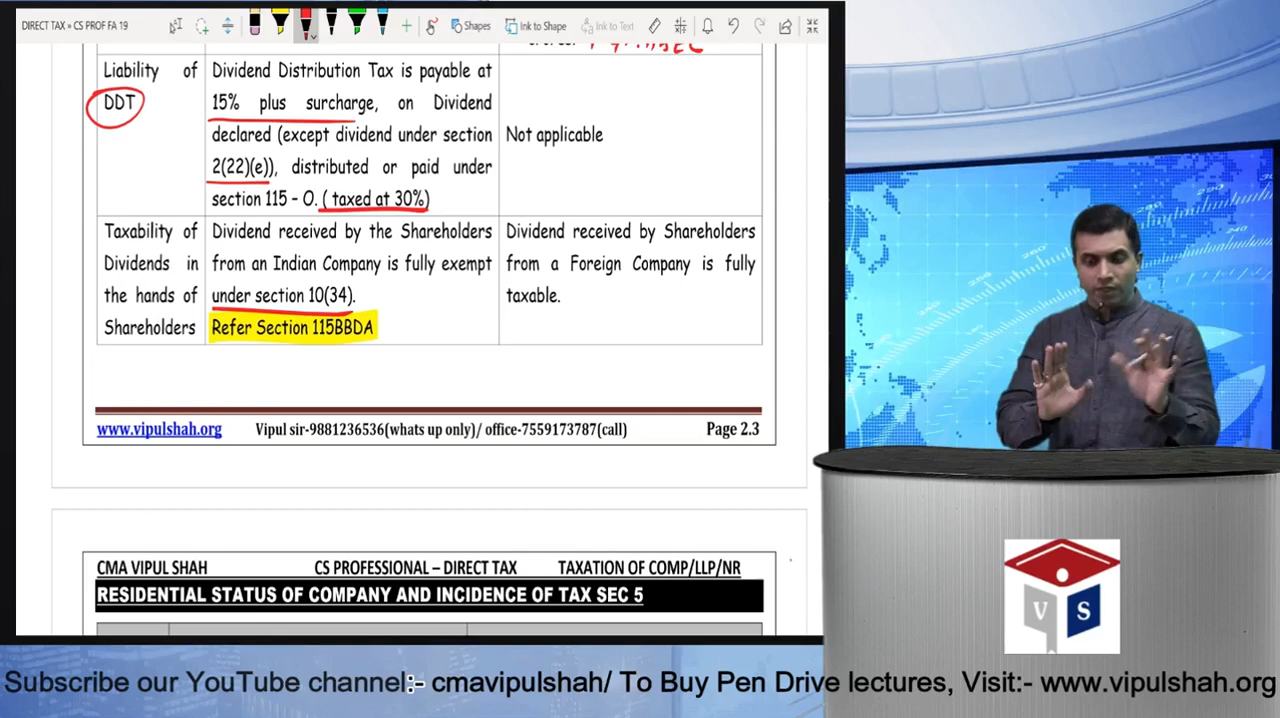 DIRECT TAX » CS PROF FA 19
Shapes
Ink to Shape
Ink to Text
Liability of
DDT
Dividend Distribution Tax is payable at
15% plus surcharge, on Dividend
declared (except dividend under section
2(22)(e)), distributed or paid under
section 115 – O. ( taxed at 30%)
Not applicable
Taxability of
Dividends in
the hands of
Shareholders
Dividend received by the Shareholders
from an Indian Company is fully exempt
under section 10(34).
Refer Section 115BBDA
Dividend received by Shareholders
from a Foreign Company is fully
taxable.
www.vipulshah.org Vipul sir-9881236536(whats up only)/ office-7559173787(call) Page 2.3
CMA VIPUL SHAH CS PROFESSIONAL – DIRECT TAX TAXATION OF COMP/LLP/NR
RESIDENTIAL STATUS OF COMPANY AND INCIDENCE OF TAX SEC 5
260
240
V S
Subscribe our YouTube channel:- cmavipulshah/ To Buy Pen Drive lectures, Visit:- www.vipulshah.org